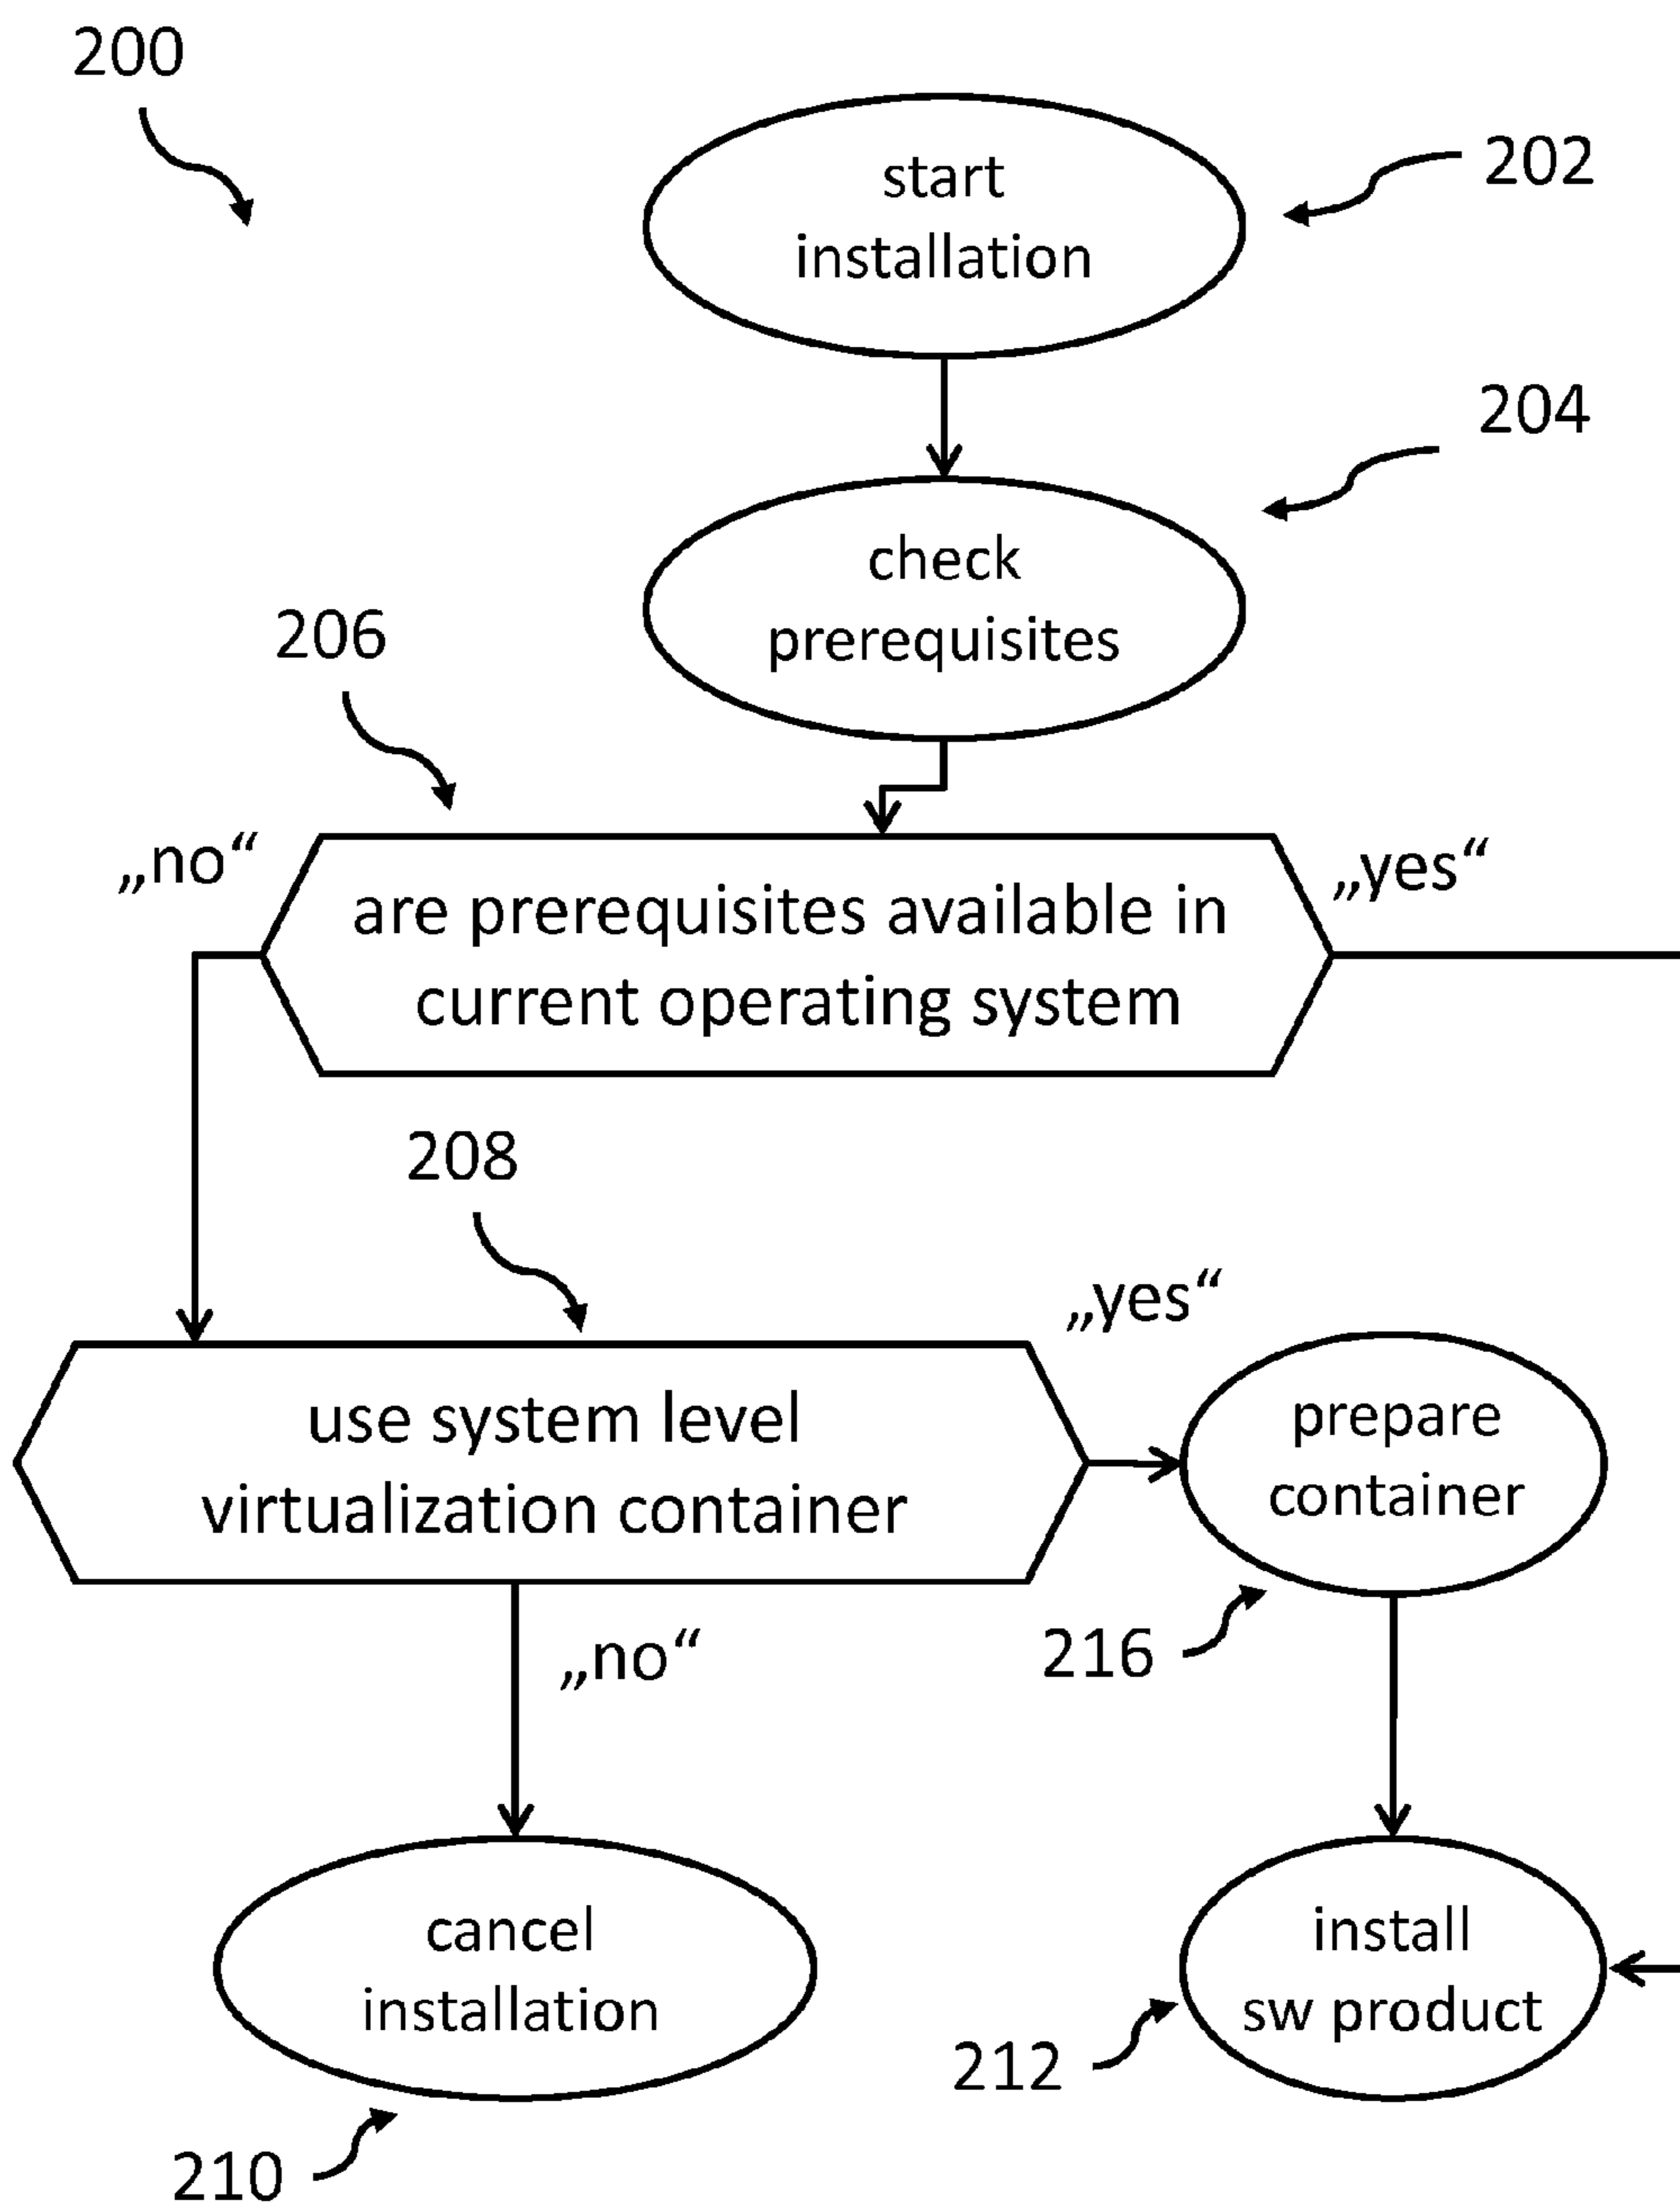 200
start
installation
202
204
check
prerequisites
206
„no“
„yes“
are prerequisites available in
current operating system
208
„yes“
use system level
virtualization container
prepare
container
216
„no“
cancel
installation
install
sw product
212
210